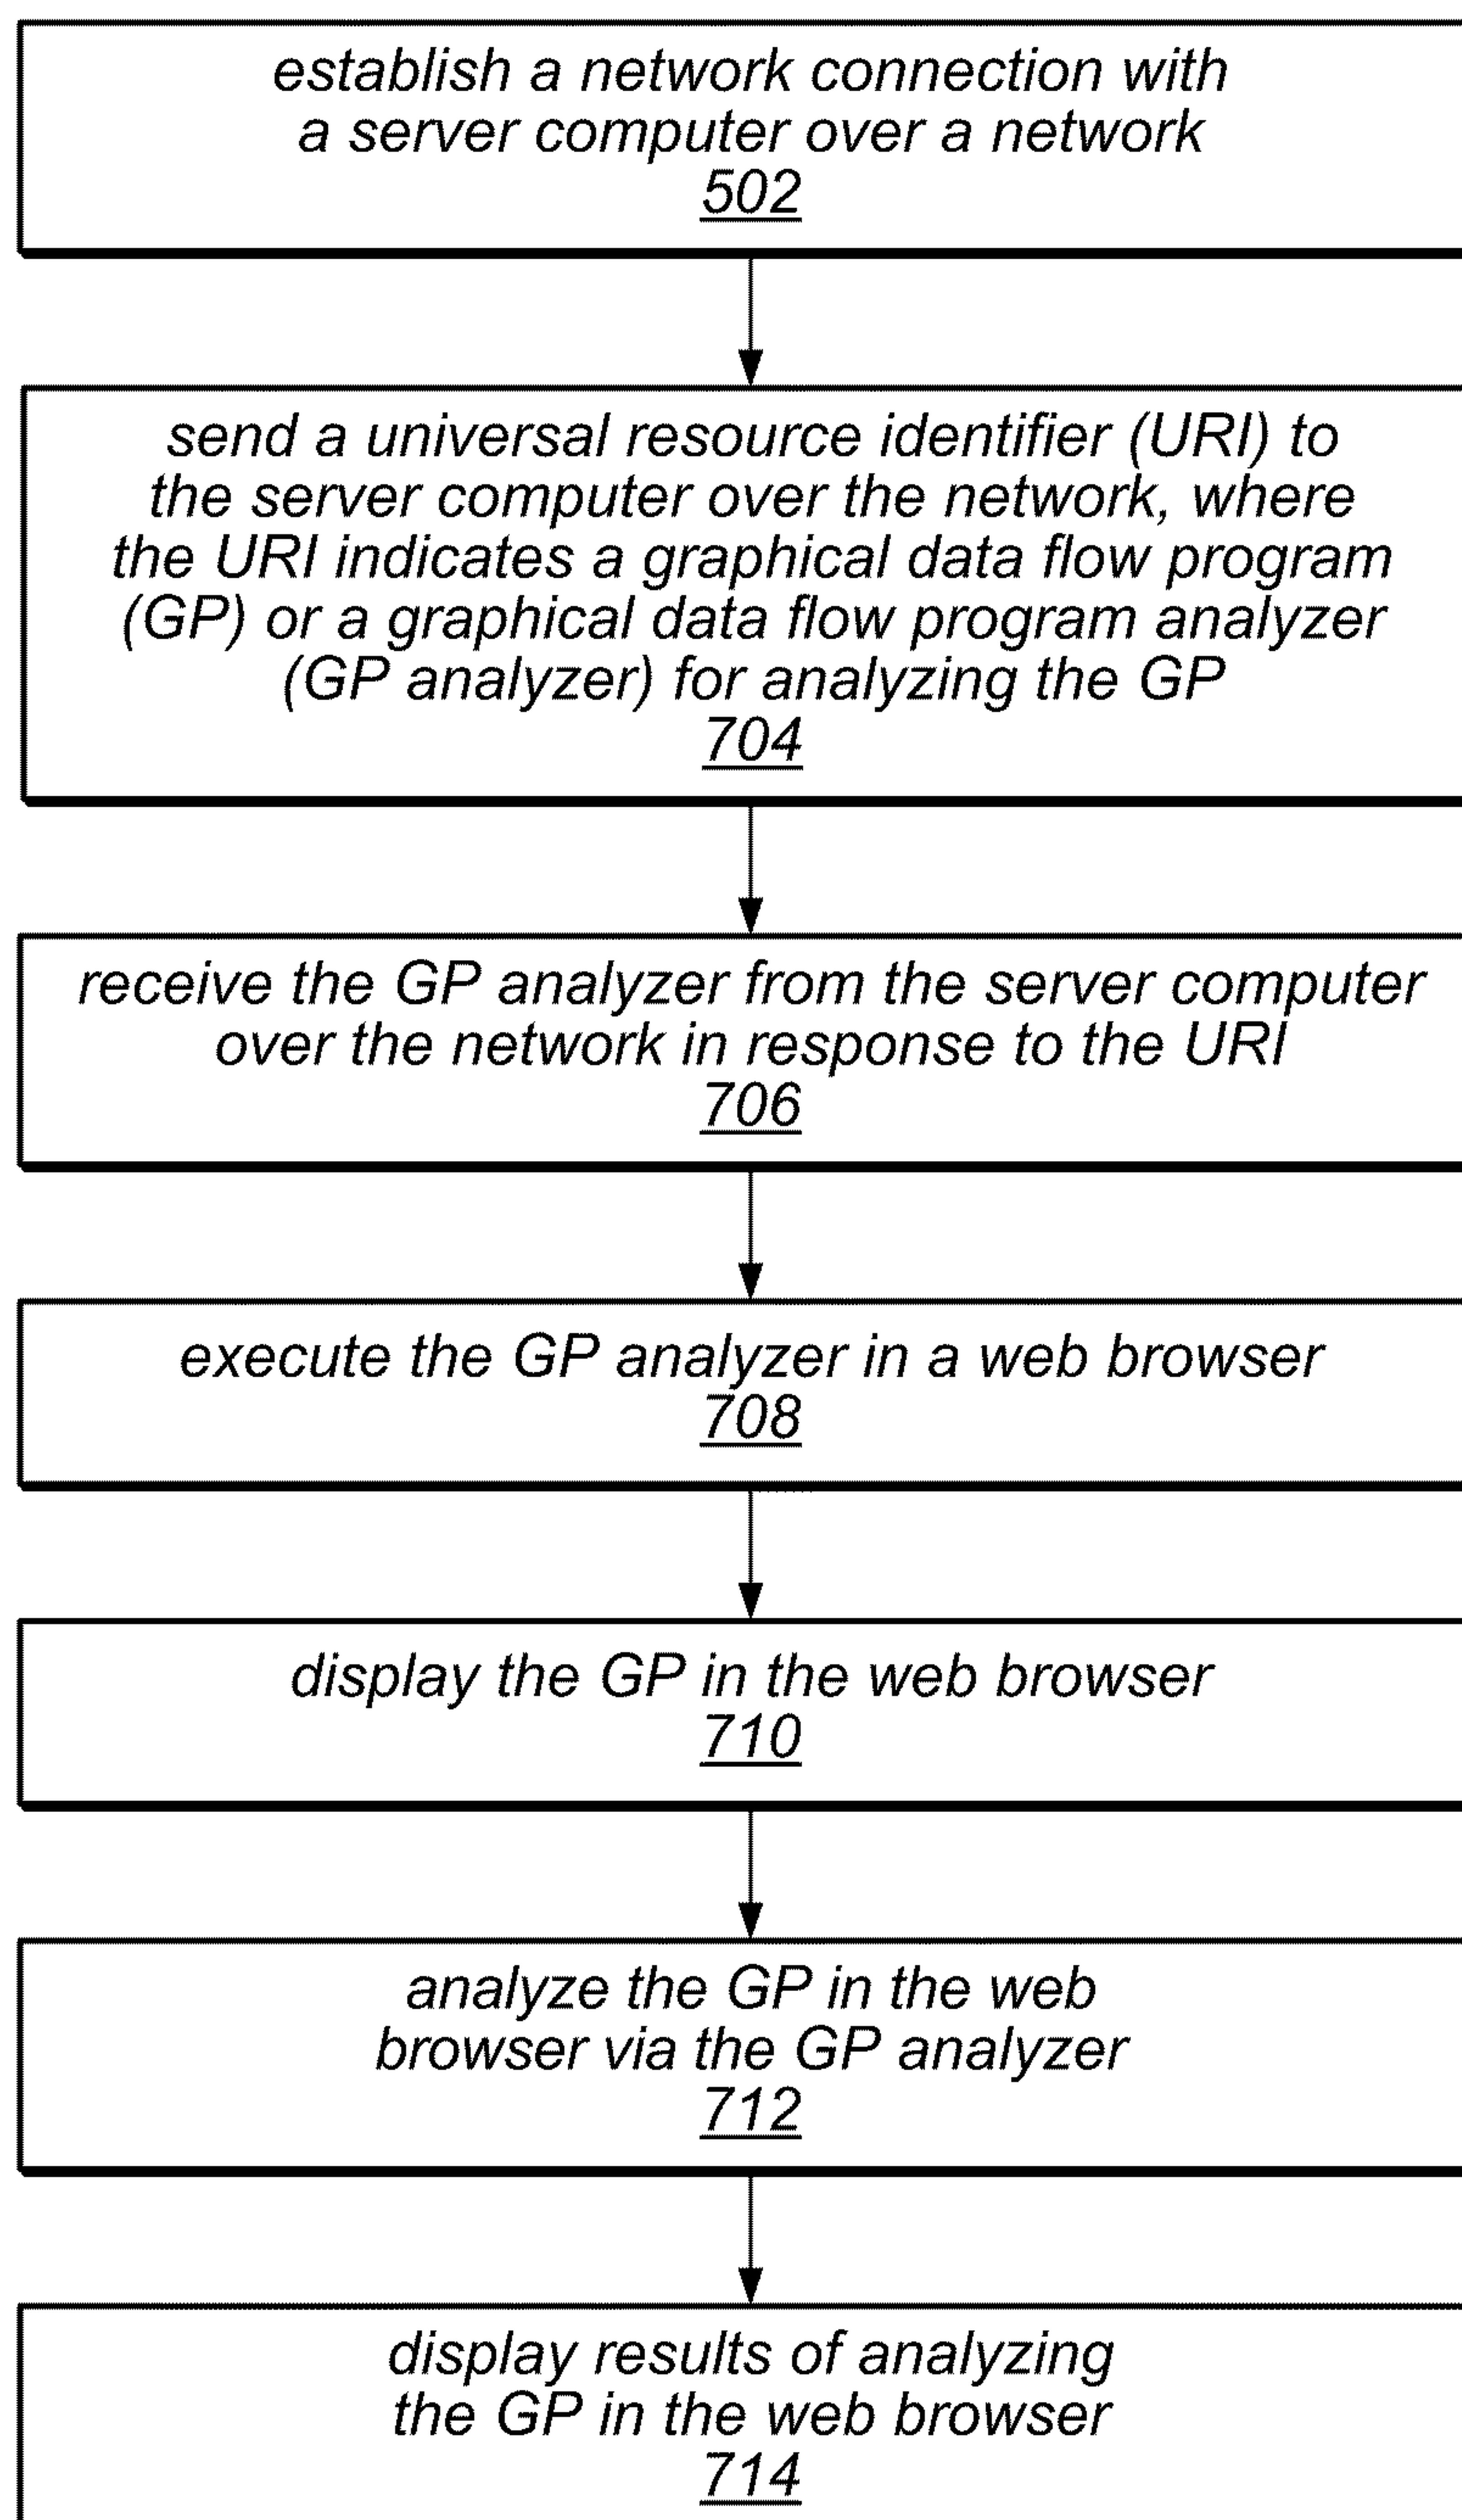 establish a network connection with
a server computer over a network
502
send a universal resource identifier (URI) to
the server computer over the network, where
the URI indicates a graphical data flow program
(GP) or a graphical data flow program analyzer
(GP analyzer) for analyzing the GP
704
receive the GP analyzer from the server computer
over the network in response to the URI
706
execute the GP analyzer in a web browser
708
display the GP in the web browser
710
analyze the GP in the web
browser via the GP analyzer
712
display results of analyzing
the GP in the web browser
714